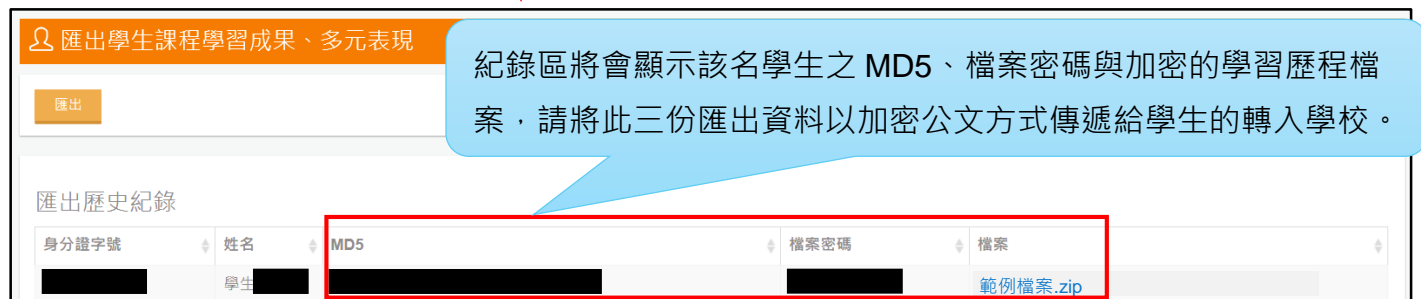 匯出學生課程學習成果、多元表現
紀錄區將會顯示該名學生之 MD5、檔案密碼與加密的學習歷程檔
案，請將此三份匯出資料以加密公文方式傳遞給學生的轉入學校。
匯出
匯出歷史紀錄
身分證字號 姓名 MD5 檔案密碼 檔案
學生 範例檔案.zip